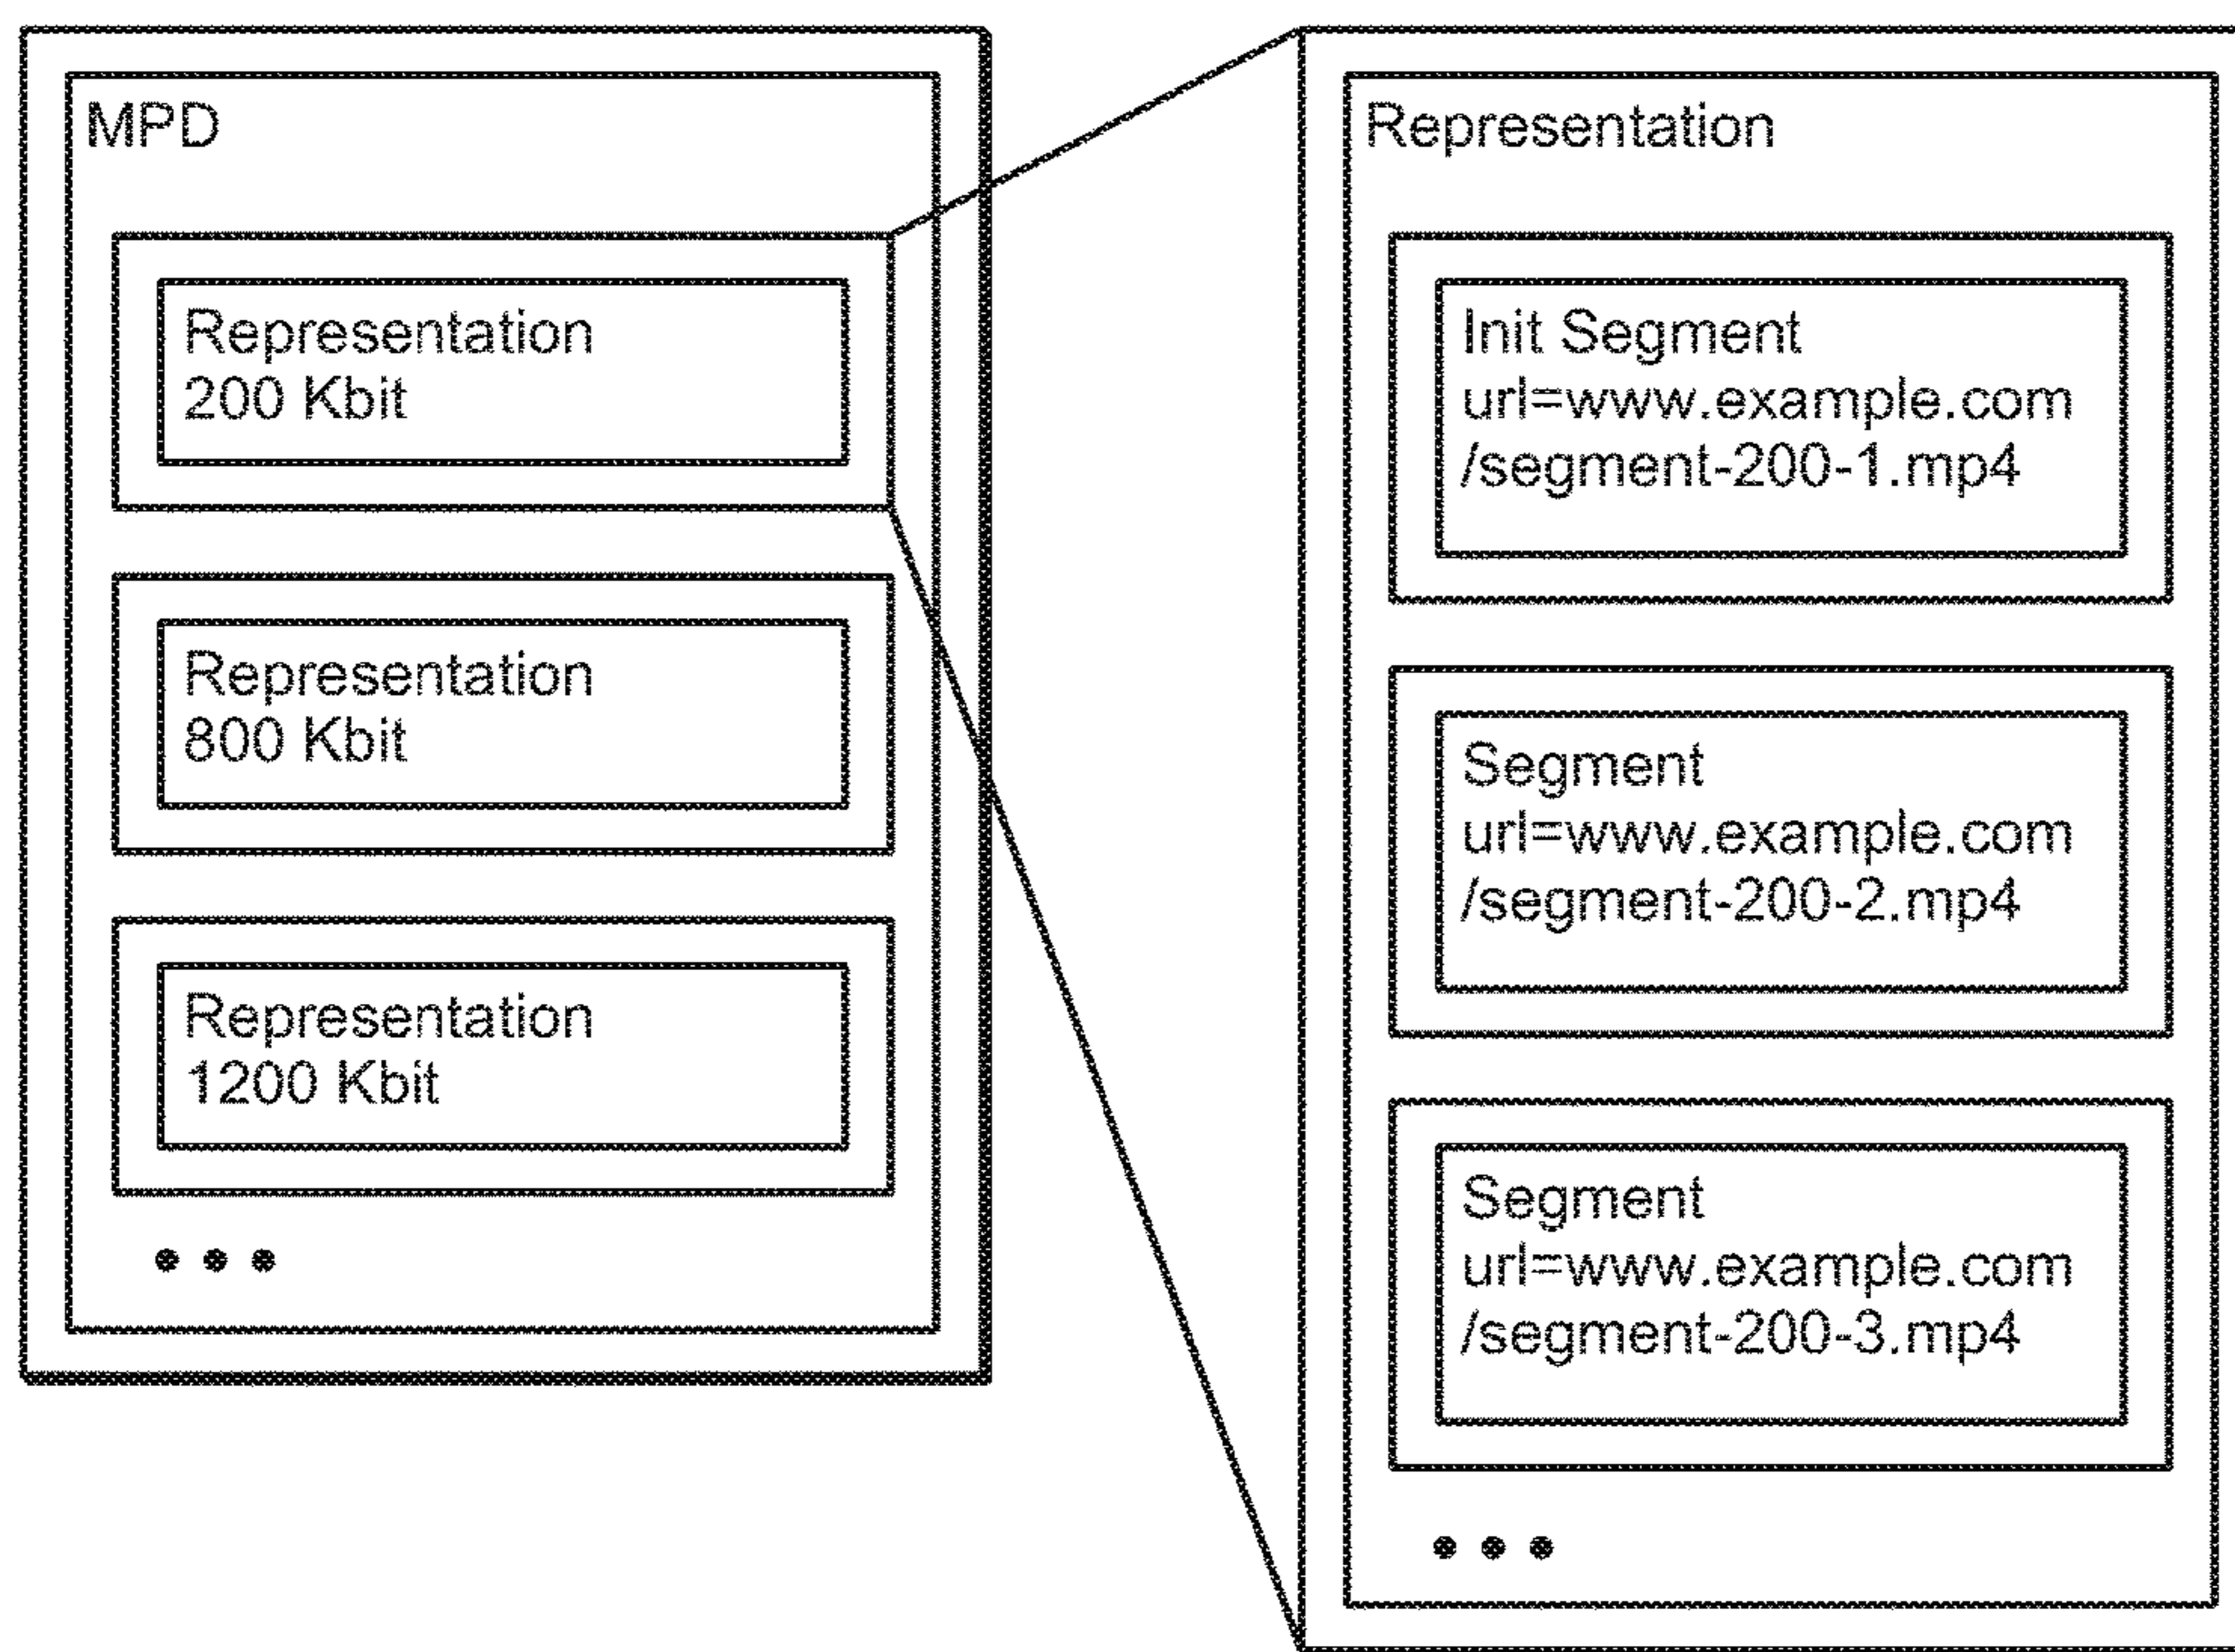 MPD
Representation
200 Kbit
Representation
800 Kbit
Representation
1200 Kbit
Representation
Init Segment
url=www.example.com
/segment-200-1.mp4
Segment
url=www.example.com
/segment-200-2.mp4
Segment
url=www.example.com
/segment-200-3.mp4